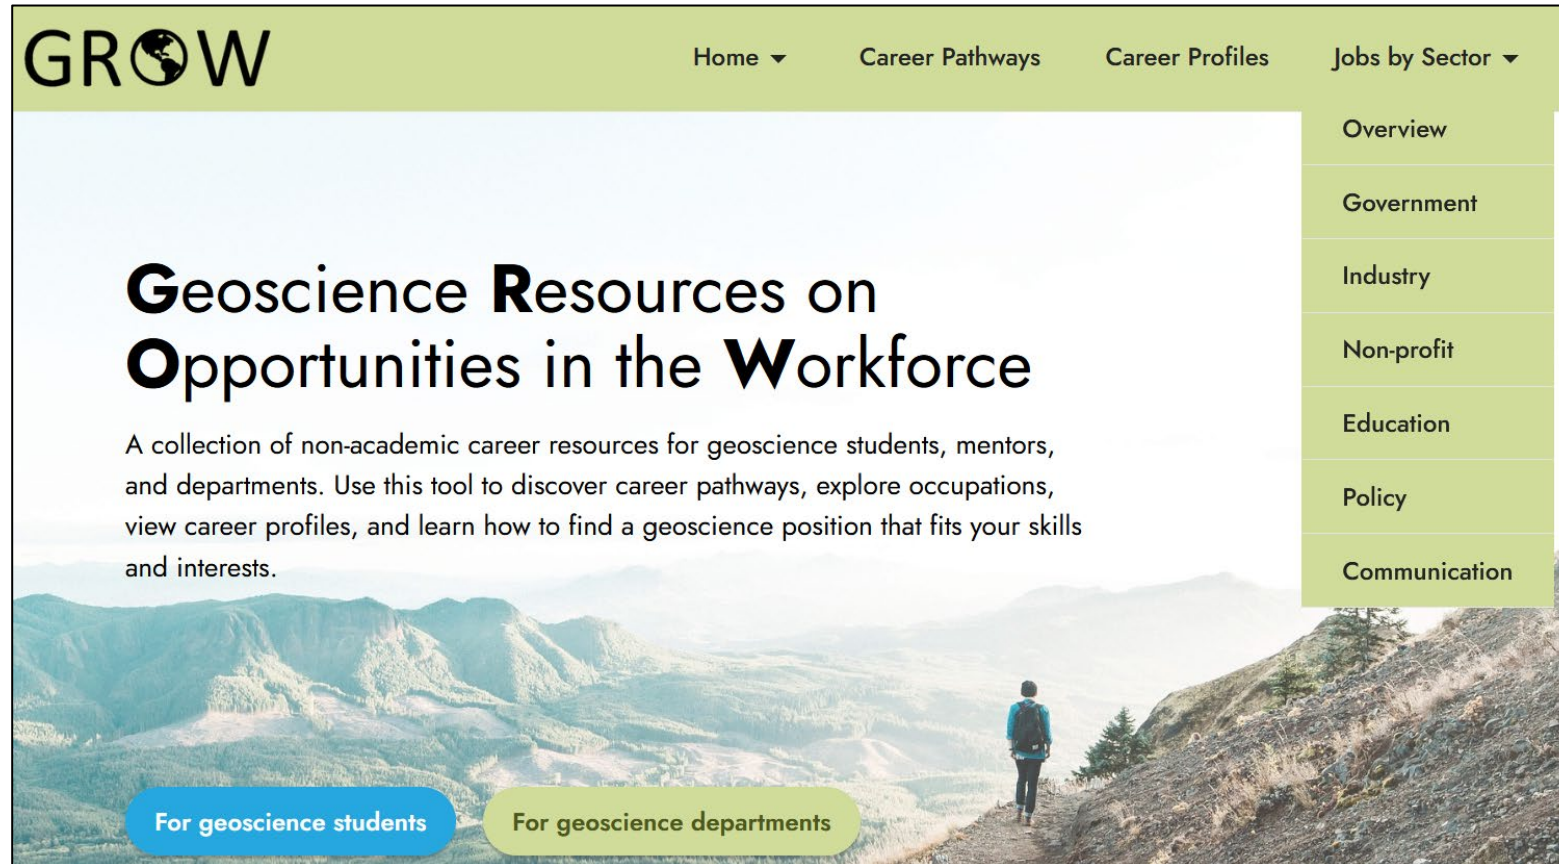 GROW
Home
Career Pathways
Career Profiles
Jobs by Sector
Overview
Government
Industry
Non-profit
Education
Policy
Communication
Geoscience Resources on
Opportunities in the Workforce
A collection of non-academic career resources for geoscience students, mentors,
and departments. Use this tool to discover career pathways, explore occupations,
view career profiles, and learn how to find a geoscience position that fits your skills
and interests.
For geoscience students
For geoscience departments